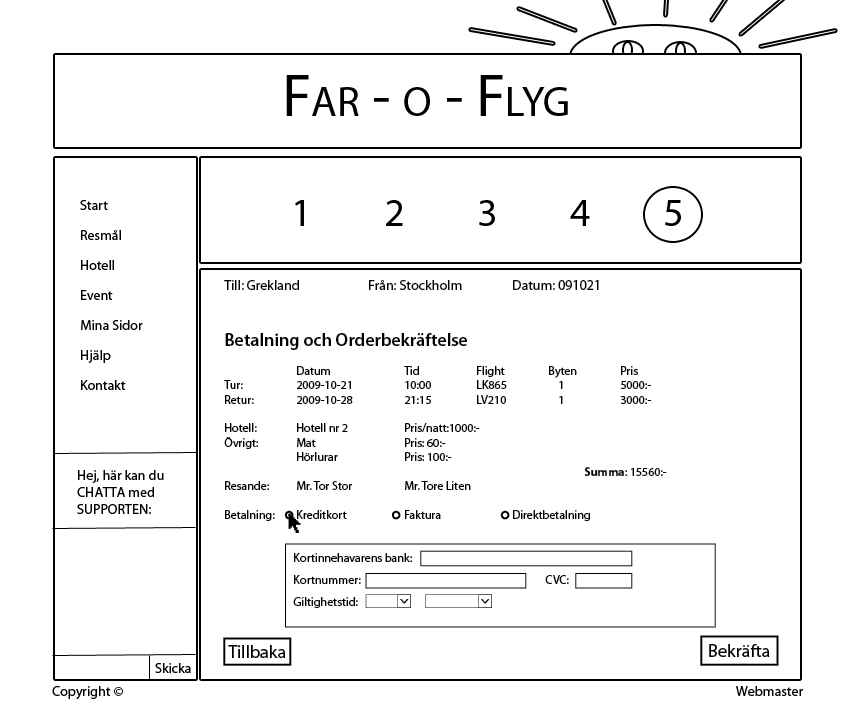 FAR - O - FLYG
1 2 3 4 5
Start
Resmål
Hotell
Event
Mina Sidor
Hjälp
Kontakt
Hej, här kan du
CHATTA med
SUPPORTEN:
Skicka
Till: Grekland Från: Stockholm Datum: 091021
Betalning och Orderbekräftelse
Datum Tid Flight Byten Pris
Tur: 2009-10-21 10:00 LK865 1 5000:-
Retur: 2009-10-28 21:15 LV210 1 3000:-
Hotell: Hotell nr 2 Pris/natt:1000:-
Övrigt: Mat Pris: 60:-
Hörlurar Pris: 100:-
Summa: 15560:-
Resande: Mr. Tor Stor Mr. Tore Liten
Betalning: Kreditkort Faktura Direktbetalning
Kortinnehavarens bank:
Kortnummer: CVC:
Giltighetstid:
Tillbaka Bekräfta
Copyright © Webmaster